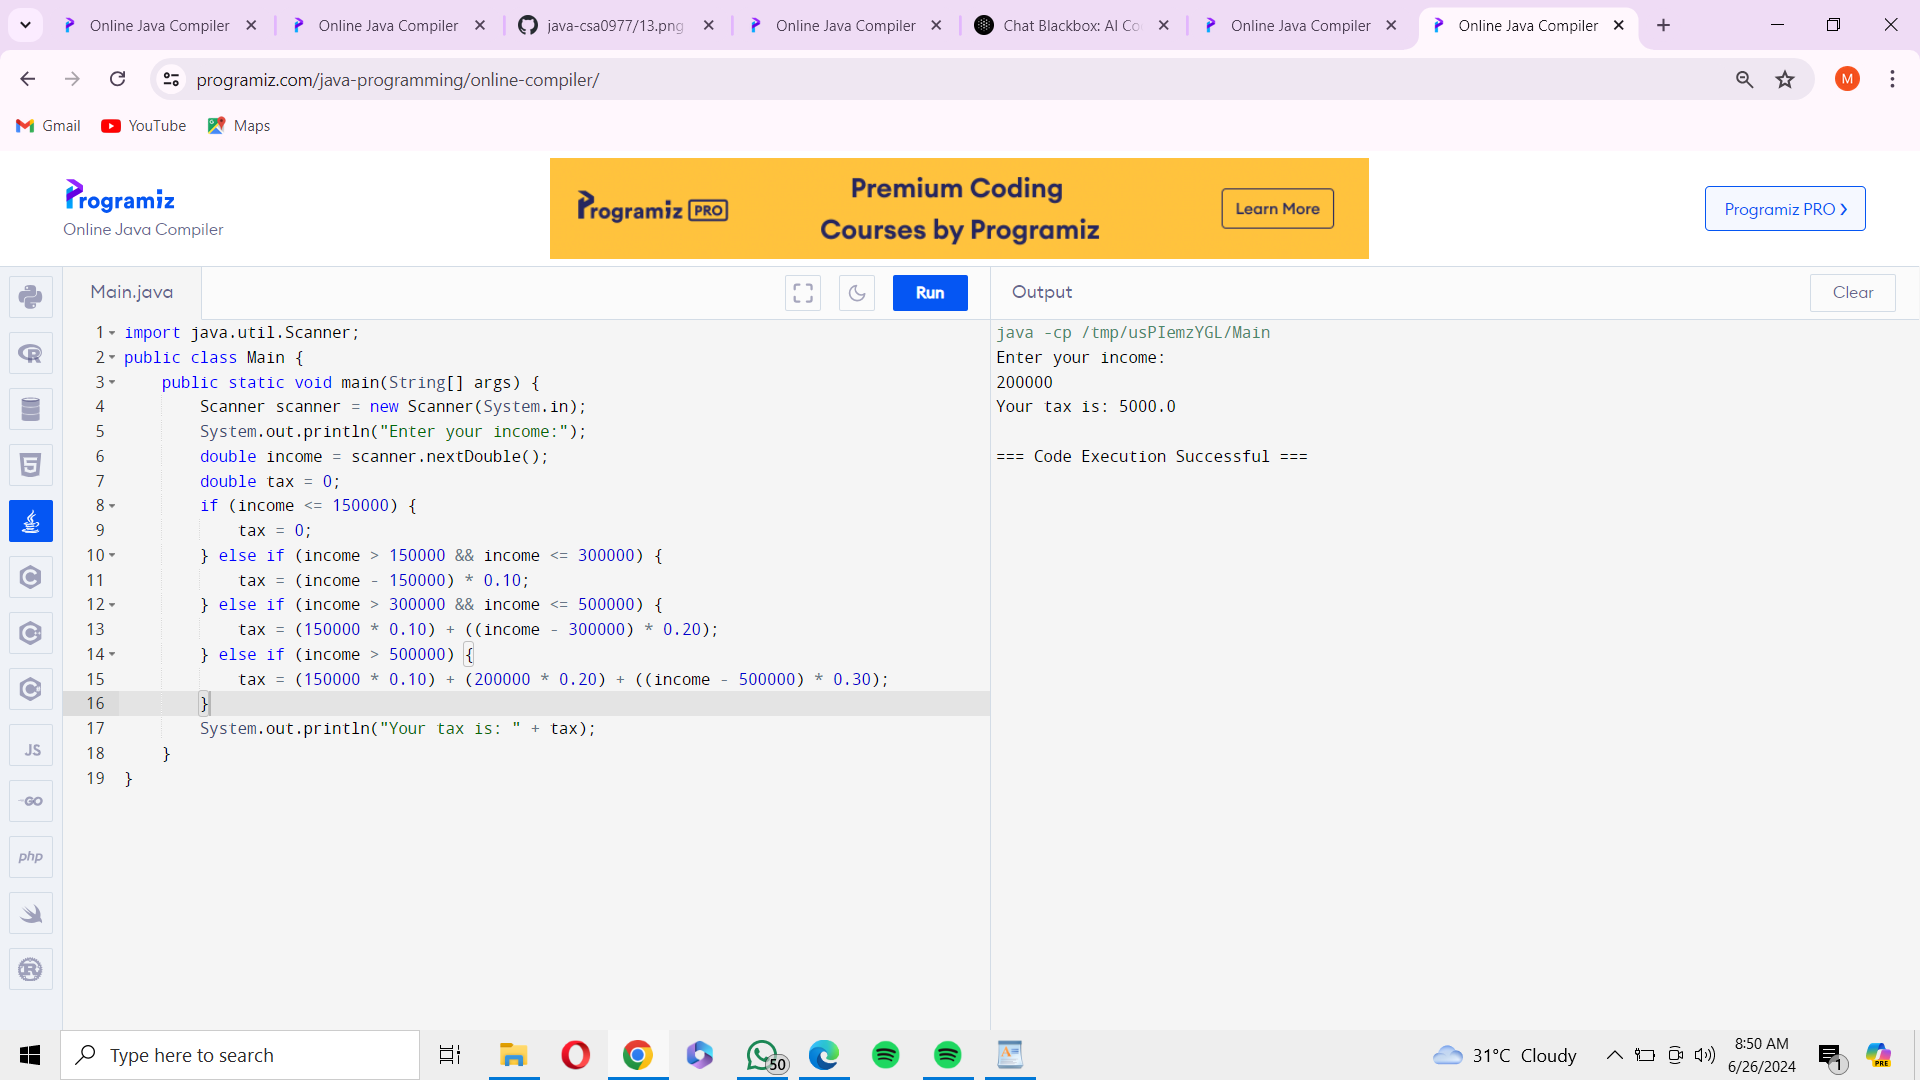 Online Java Compiler
Online Java Compiler
java-csa0977/13.png
Online Java Compiler
Chat Blackbox: AI Co
Online Java Compiler
Online Java Compiler
programiz.com/java-programming/online-compiler/
M
Gmail
YouTube
Maps
Programiz
Online Java Compiler
Programiz PRO
Premium Coding
Courses by Programiz
Learn More
Programiz PRO ›
Main.java
Run
Output
Clear
1 import java.util.Scanner;
2 public class Main {
3     public static void main(String[] args) {
4         Scanner scanner = new Scanner(System.in);
5         System.out.println("Enter your income:");
6         double income = scanner.nextDouble();
7         double tax = 0;
8         if (income <= 150000) {
9             tax = 0;
10         } else if (income > 150000 && income <= 300000) {
11             tax = (income - 150000) * 0.10;
12         } else if (income > 300000 && income <= 500000) {
13             tax = (150000 * 0.10) + ((income - 300000) * 0.20);
14         } else if (income > 500000) {
15             tax = (150000 * 0.10) + (200000 * 0.20) + ((income - 500000) * 0.30);
16         }
17         System.out.println("Your tax is: " + tax);
18     }
19 }
java -cp /tmp/usPIemzYGL/Main
Enter your income:
200000
Your tax is: 5000.0
=== Code Execution Successful ===
R
JS
GO
php
Type here to search
50
31°C Cloudy
8:50 AM
6/26/2024
1
PRE